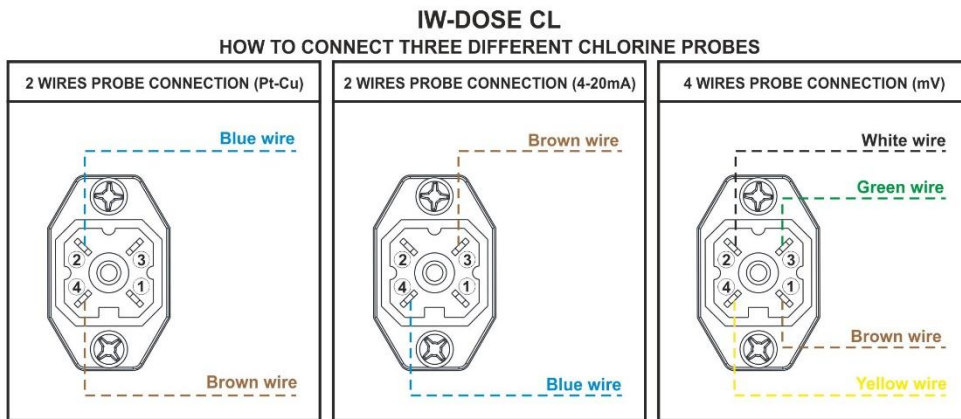 IW-DOSE CL
HOW TO CONNECT THREE DIFFERENT CHLORINE PROBES
2 WIRES PROBE CONNECTION (Pt-Cu)
Blue wire
2
3
4
1
Brown wire
2 WIRES PROBE CONNECTION (4-20mA)
Brown wire
2
3
4
1
Blue wire
4 WIRES PROBE CONNECTION (mV)
White wire
Green wire
2
3
4
1
Brown wire
Yellow wire